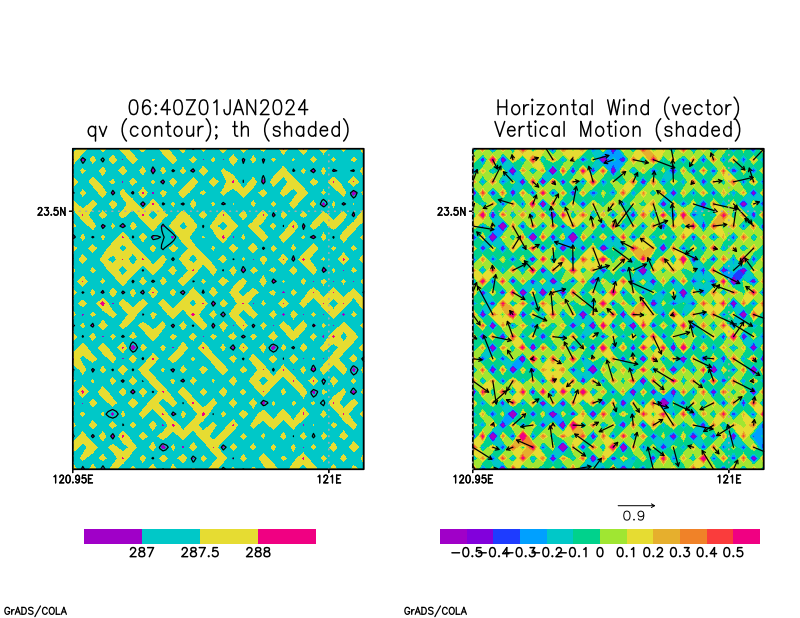 06:40Z01JAN2024
qv (contour); th (shaded)
23.5N
120.95E
121E
287
287.5
288
GrADS/COLA
Horizontal Wind (vector)
Vertical Motion (shaded)
23.5N
120.95E
121E
0.9
-0.5 -0.4 -0.3 -0.2 -0.1 0 0.1 0.2 0.3 0.4 0.5
GrADS/COLA